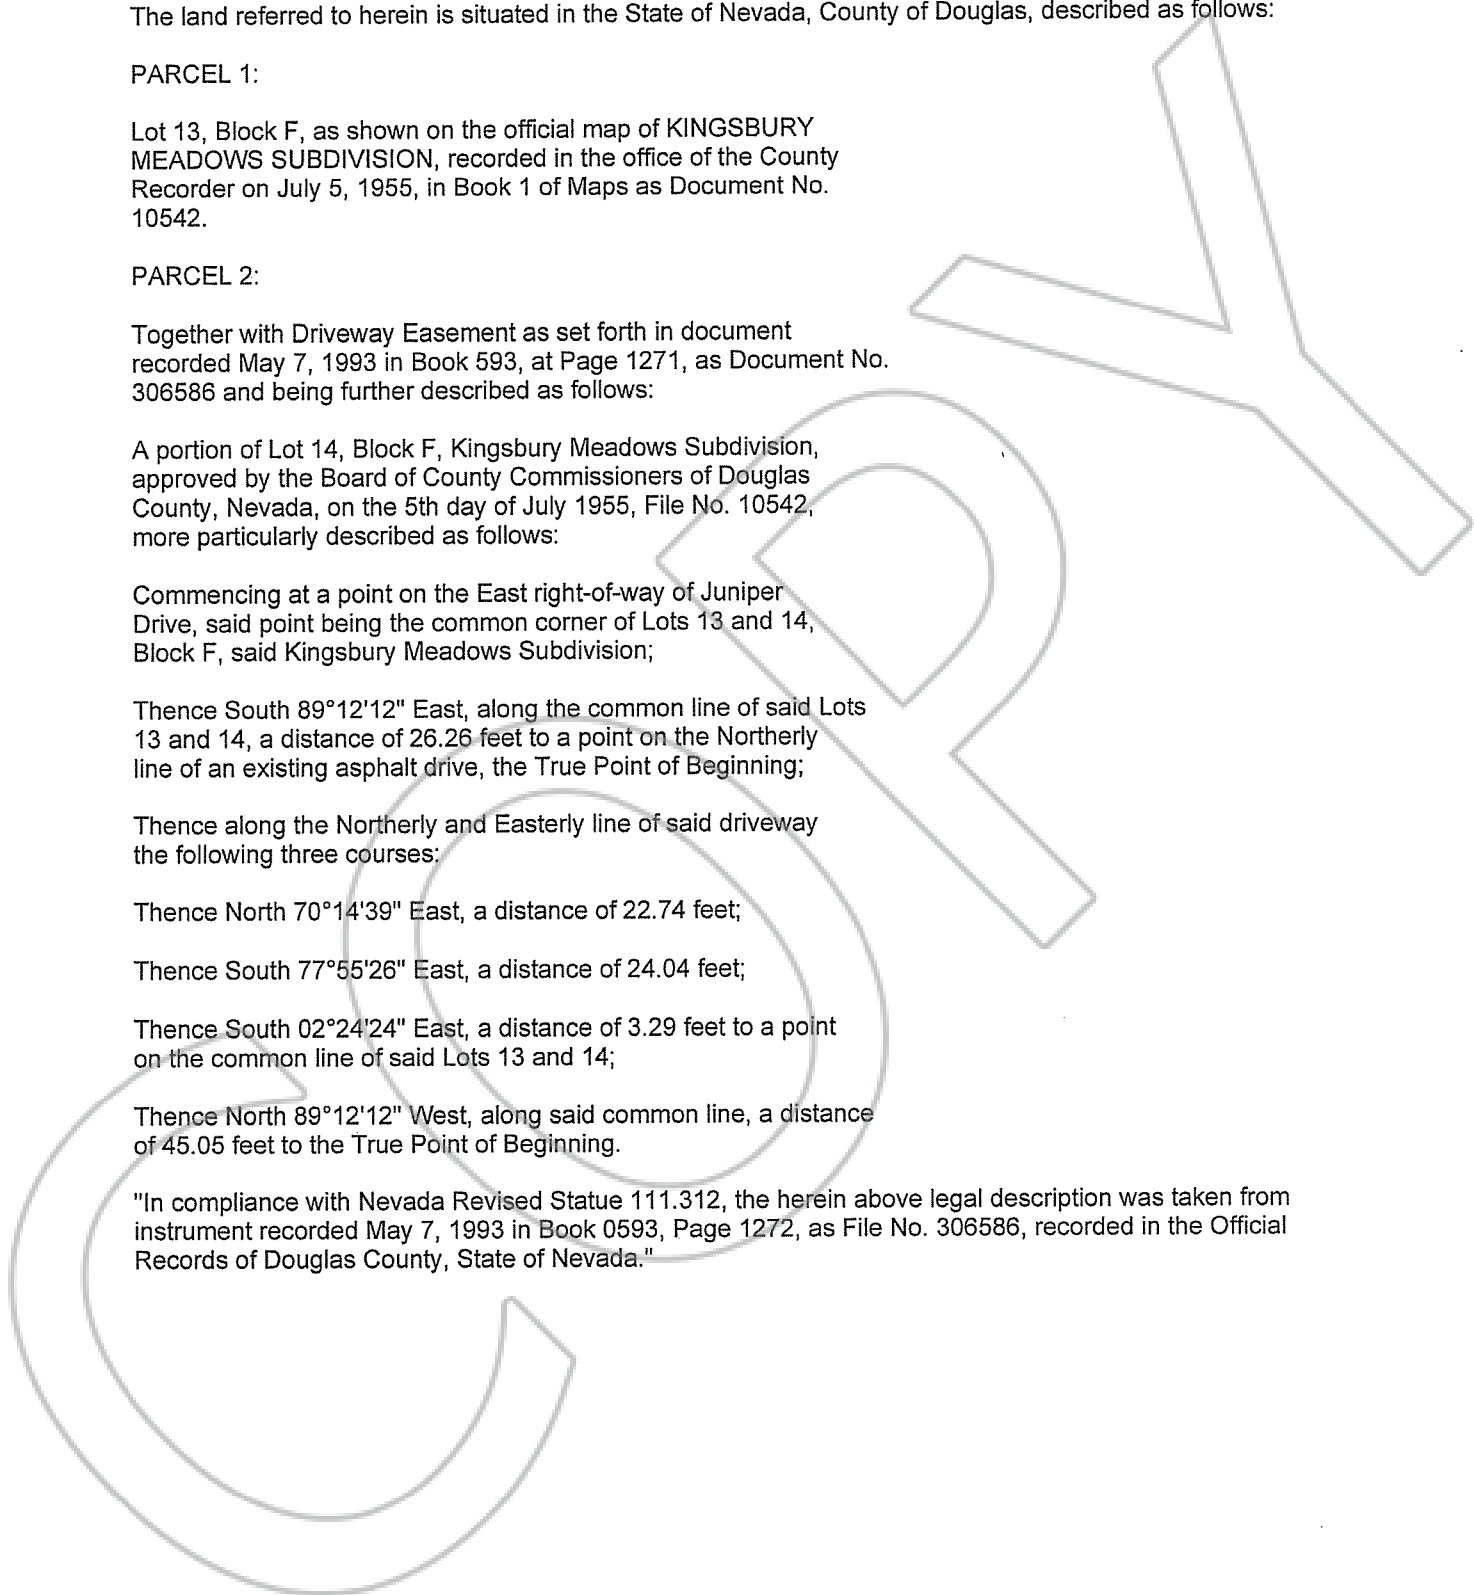 The land referred to herein is situated in the State of Nevada, County of Douglas, described as follows:
PARCEL 1:
Lot 13, Block F, as shown on the official map of KINGSBURY
MEADOWS SUBDIVISION, recorded in the office of the County
Recorder on July 5, 1955, in Book 1 of Maps as Document No.
10542.
PARCEL 2:
Together with Driveway Easement as set forth in document
recorded May 7, 1993 in Book 593, at Page 1271, as Document No.
306586 and being further described as follows:
A portion of Lot 14, Block F, Kingsbury Meadows Subdivision,
approved by the Board of County Commissioners of Douglas
County, Nevada, on the 5th day of July 1955, File No. 10542,
more particularly described as follows:
Commencing at a point on the East right-of-way of Juniper
Drive, said point being the common corner of Lots 13 and 14,
Block F, said Kingsbury Meadows Subdivision;
Thence South 89°12'12" East, along the common line of said Lots
13 and 14, a distance of 26.26 feet to a point on the Northerly
line of an existing asphalt drive, the True Point of Beginning;
Thence along the Northerly and Easterly line of said driveway
the following three courses:
Thence North 70°14'39" East, a distance of 22.74 feet;
Thence South 77°55'26" East, a distance of 24.04 feet;
Thence South 02°24'24" East, a distance of 3.29 feet to a point
on the common line of said Lots 13 and 14;
Thence North 89°12'12" West, along said common line, a distance
of 45.05 feet to the True Point of Beginning.
"In compliance with Nevada Revised Statue 111.312, the herein above legal description was taken from
instrument recorded May 7, 1993 in Book 0593, Page 1272, as File No. 306586, recorded in the Official
Records of Douglas County, State of Nevada."
COPY